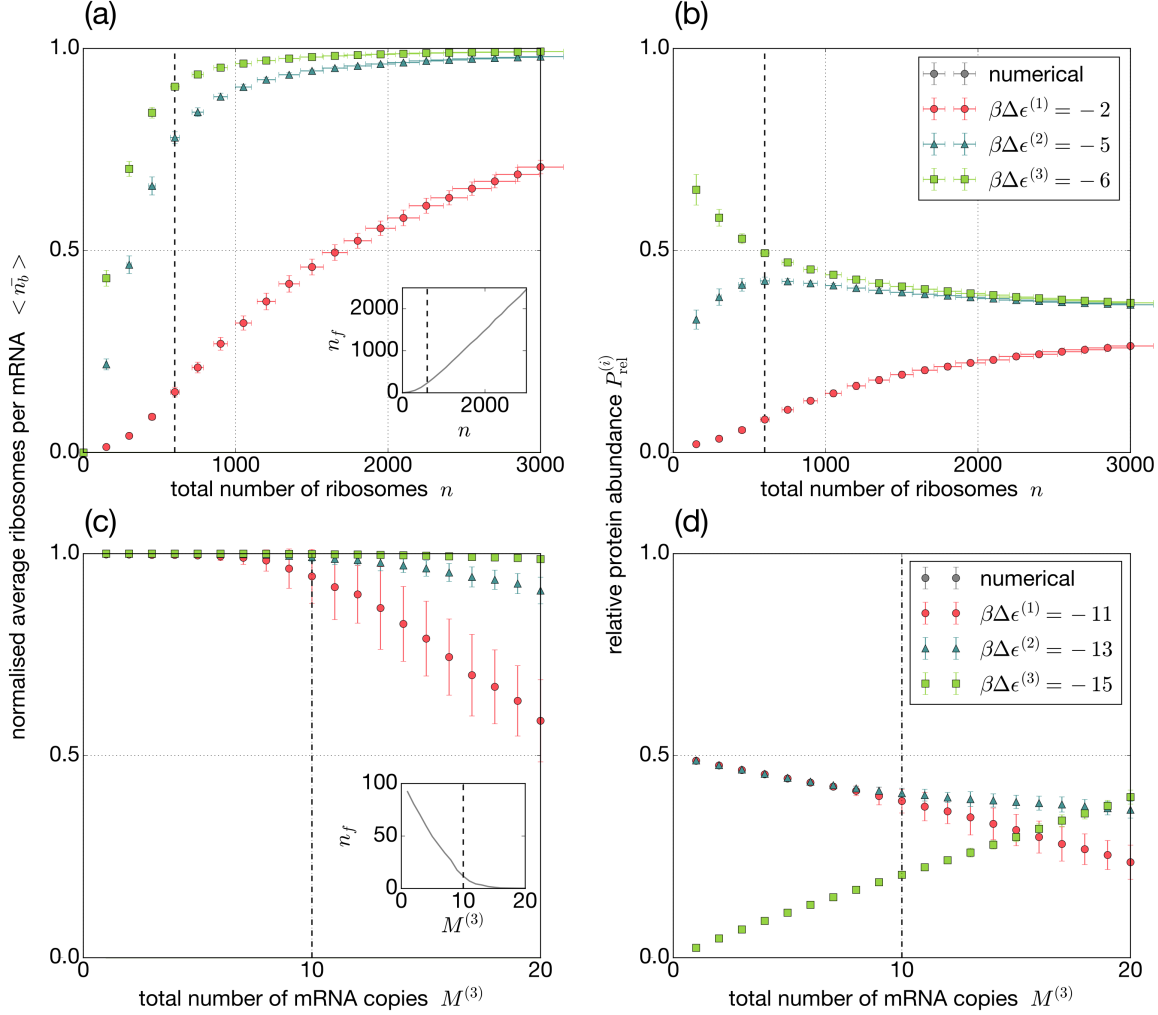 (a)
normalised average ribosomes per mRNA < n̄_b >
1.0
0.5
0.0
0 1000 2000 3000
total number of ribosomes n
n_f
2000
1000
0
0 2000
n
(b)
relative protein abundance P_rel^(i)
1.0
0.5
0.0
0 1000 2000 3000
total number of ribosomes n
numerical
βΔϵ^(1) = −2
βΔϵ^(2) = −5
βΔϵ^(3) = −6
(c)
1.0
0.5
0.0
0 10 20
total number of mRNA copies M^(3)
n_f
100
50
0
0 10 20
M^(3)
(d)
1.0
0.5
0.0
0 10 20
total number of mRNA copies M^(3)
numerical
βΔϵ^(1) = −11
βΔϵ^(2) = −13
βΔϵ^(3) = −15